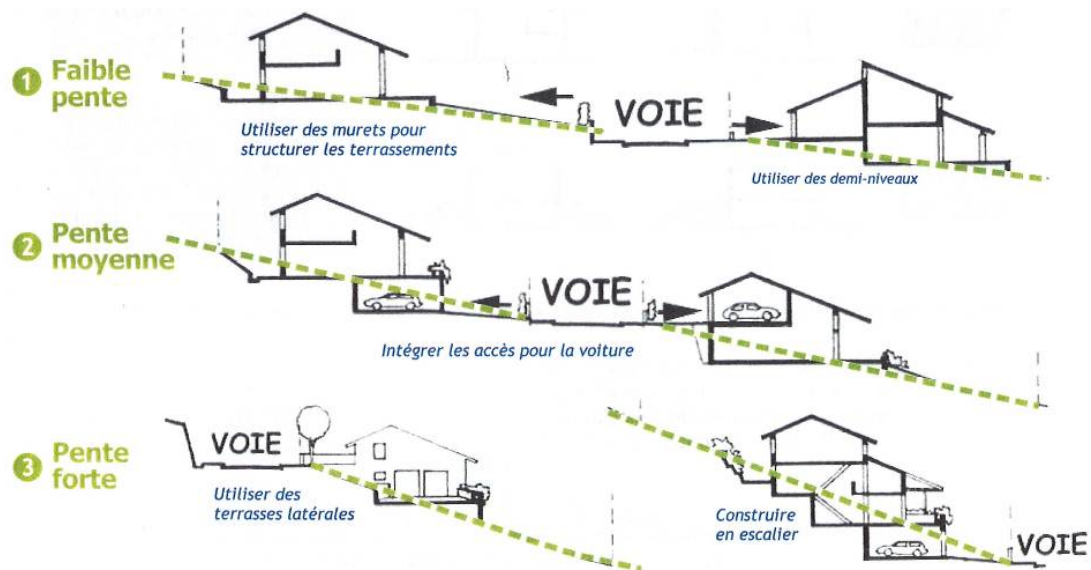 1 Faible
pente
VOIE
Utiliser des murets pour
structurer les terrassements
Utiliser des demi-niveaux
2 Pente
moyenne
VOIE
Intégrer les accès pour la voiture
3 Pente
forte
VOIE
Utiliser des
terrasses latérales
Construire
en escalier
VOIE